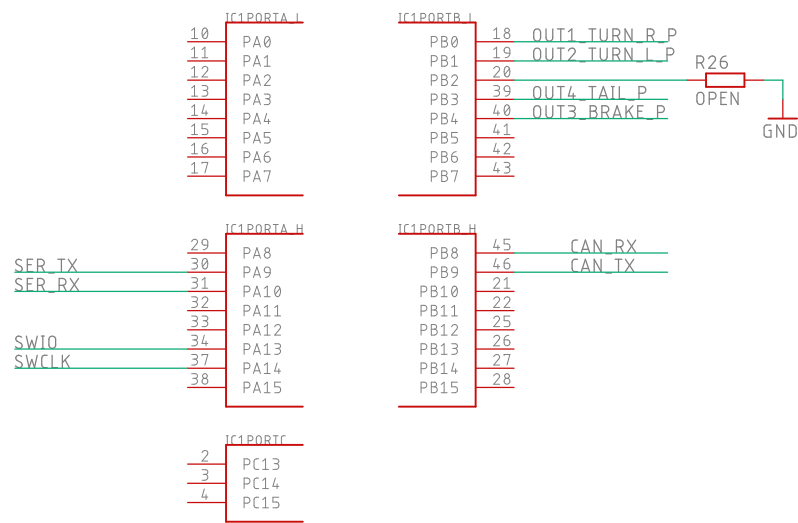 IC1PORTA_L
10 PA0
11 PA1
12 PA2
13 PA3
14 PA4
15 PA5
16 PA6
17 PA7
IC1PORTB_L
PB0 18 OUT1_TURN_R_P
PB1 19 OUT2_TURN_L_P
PB2 20
PB3 39 OUT4_TAIL_P
PB4 40 OUT3_BRAKE_P
PB5 41
PB6 42
PB7 43
R26
OPEN
GND
IC1PORTA_H
29 PA8
SER_TX 30 PA9
SER_RX 31 PA10
32 PA11
33 PA12
SWIO 34 PA13
SWCLK 37 PA14
38 PA15
IC1PORTB_H
PB8 45 CAN_RX
PB9 46 CAN_TX
PB10 21
PB11 22
PB12 25
PB13 26
PB14 27
PB15 28
IC1PORTC
2 PC13
3 PC14
4 PC15